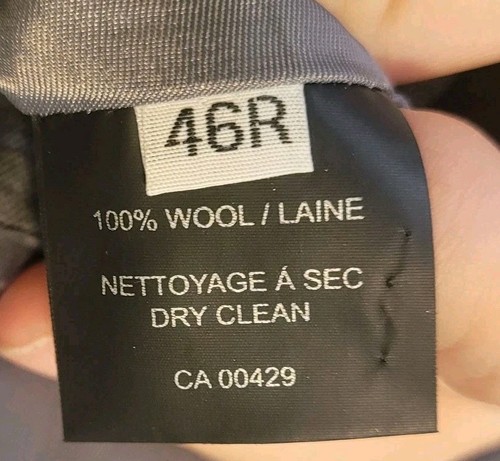 46R
100% WOOL / LAINE
NETTOYAGE Á SEC
DRY CLEAN
CA 00429